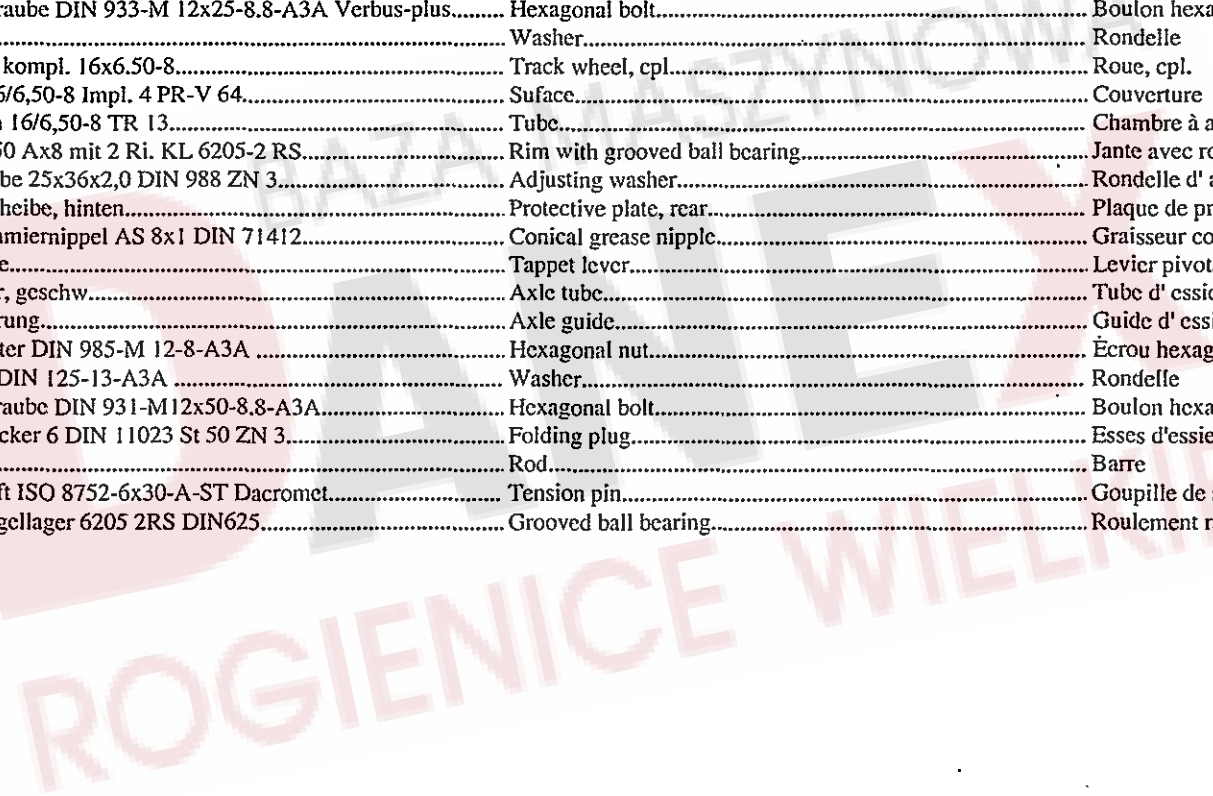 raube DIN 933-M 12x25-8.8-A3A Verbus-plus........ Hexagonal bolt........ Boulon hexa
........ Washer........ Rondelle
kompl. 16x6.50-8........ Track wheel, cpl........ Roue, cpl.
6/6,50-8 Impl. 4 PR-V 64........ Suface........ Couverture
16/6,50-8 TR 13........ Tube........ Chambre à a
50 Ax8 mit 2 Ri. KL 6205-2 RS........ Rim with grooved ball bearing........ Jante avec ro
be 25x36x2,0 DIN 988 ZN 3........ Adjusting washer........ Rondelle d' a
heibe, hinten........ Protective plate, rear........ Plaque de pr
miernippel AS 8x1 DIN 71412........ Conical grease nipple........ Graisseur co
e........ Tappet lever........ Levier pivot
r, geschw........ Axle tube........ Tube d' essie
rung........ Axle guide........ Guide d' essi
ter DIN 985-M 12-8-A3A ........ Hexagonal nut........ Écrou hexag
DIN 125-13-A3A ........ Washer........ Rondelle
raube DIN 931-M12x50-8.8-A3A........ Hexagonal bolt........ Boulon hexa
cker 6 DIN 11023 St 50 ZN 3........ Folding plug........ Esses d'essie
........ Rod........ Barre
ft ISO 8752-6x30-A-ST Dacromet........ Tension pin........ Goupille de
gellager 6205 2RS DIN625........ Grooved ball bearing........ Roulement r
BAZA MASZYNOWA
DANEX
ROGIENICE WIELKI